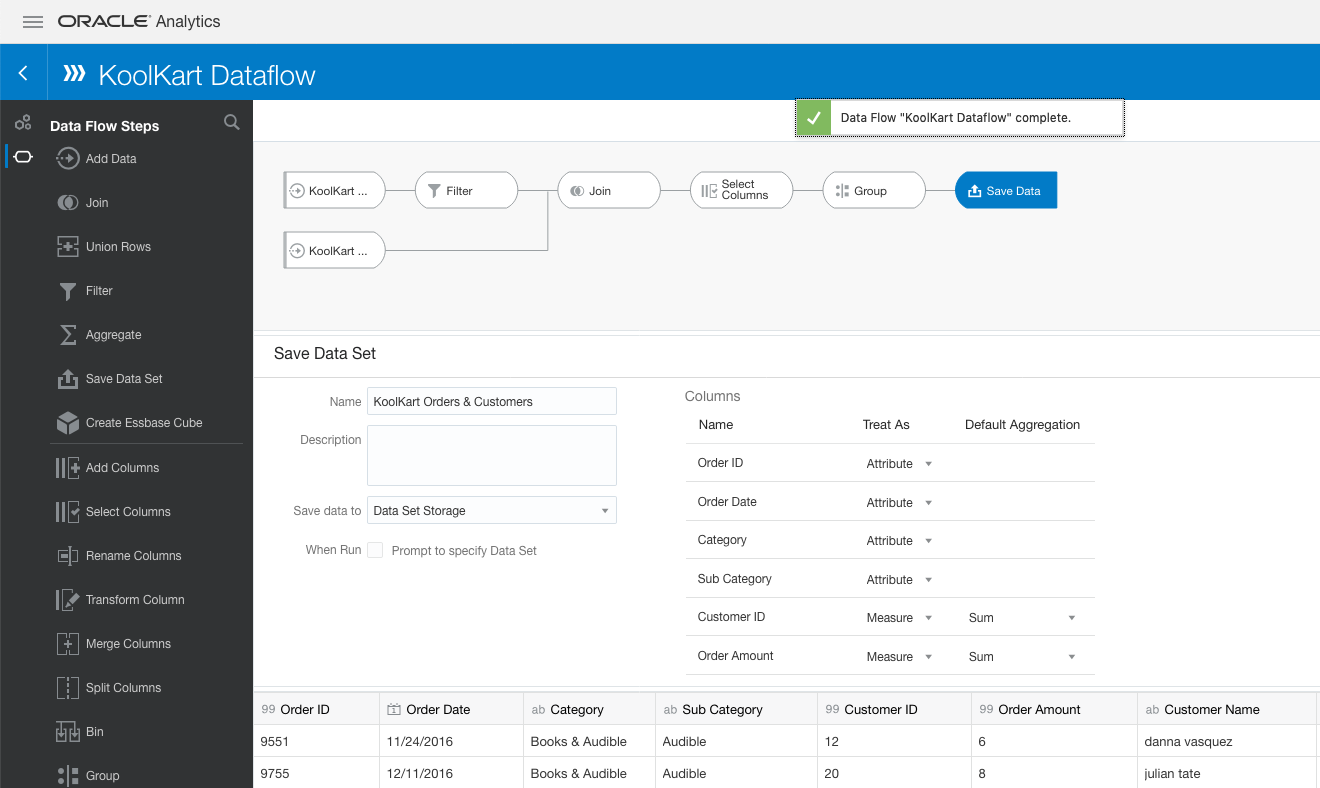 ORACLE Analytics
KoolKart Dataflow
Data Flow "KoolKart Dataflow" complete.
Data Flow Steps
Add Data
Join
Union Rows
Filter
Aggregate
Save Data Set
Create Essbase Cube
Add Columns
Select Columns
Rename Columns
Transform Column
Merge Columns
Split Columns
Bin
Group
KoolKart ...
Filter
Join
Select
Columns
Group
Save Data
KoolKart ...
Save Data Set
Name KoolKart Orders & Customers
Description
Save data to Data Set Storage
When Run Prompt to specify Data Set
Columns
Name Treat As Default Aggregation
Order ID Attribute
Order Date Attribute
Category Attribute
Sub Category Attribute
Customer ID Measure Sum
Order Amount Measure Sum
99 Order ID 1 Order Date ab Category ab Sub Category 99 Customer ID 99 Order Amount ab Customer Name
9551 11/24/2016 Books & Audible Audible 12 6 danna vasquez
9755 12/11/2016 Books & Audible Audible 20 8 julian tate